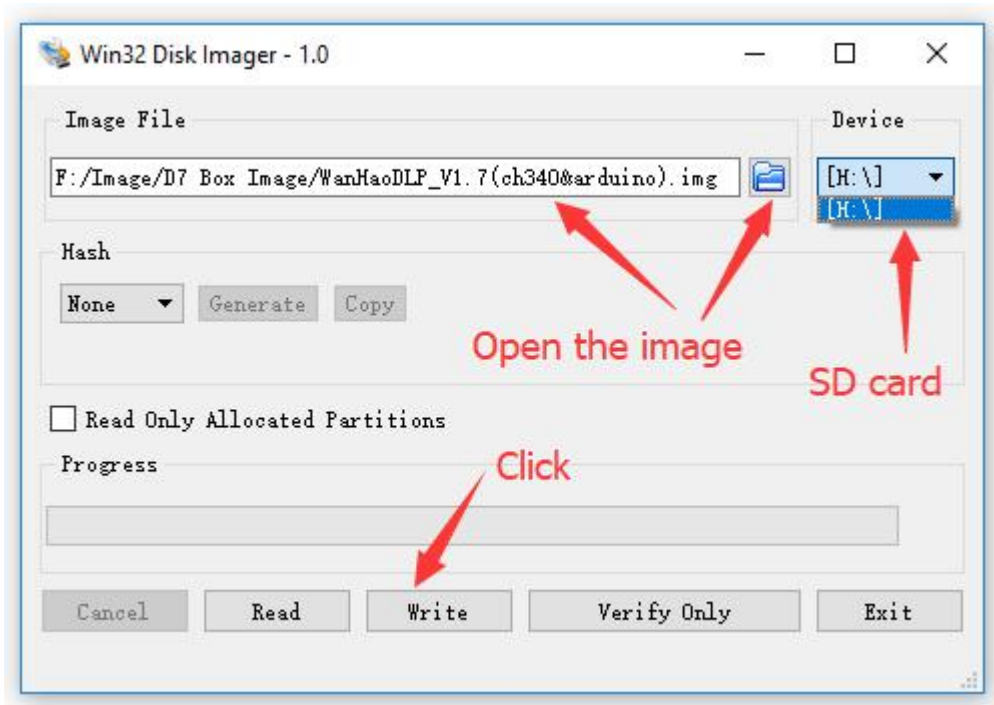 Win32 Disk Imager - 1.0
Image File
Device
F:/Image/D7 Box Image/WanHaoDLP_V1.7(ch340&arduino).img
[H:\]
[H:\]
Hash
None
Generate
Copy
Open the image
SD card
Read Only Allocated Partitions
Progress
Click
Cancel
Read
Write
Verify Only
Exit